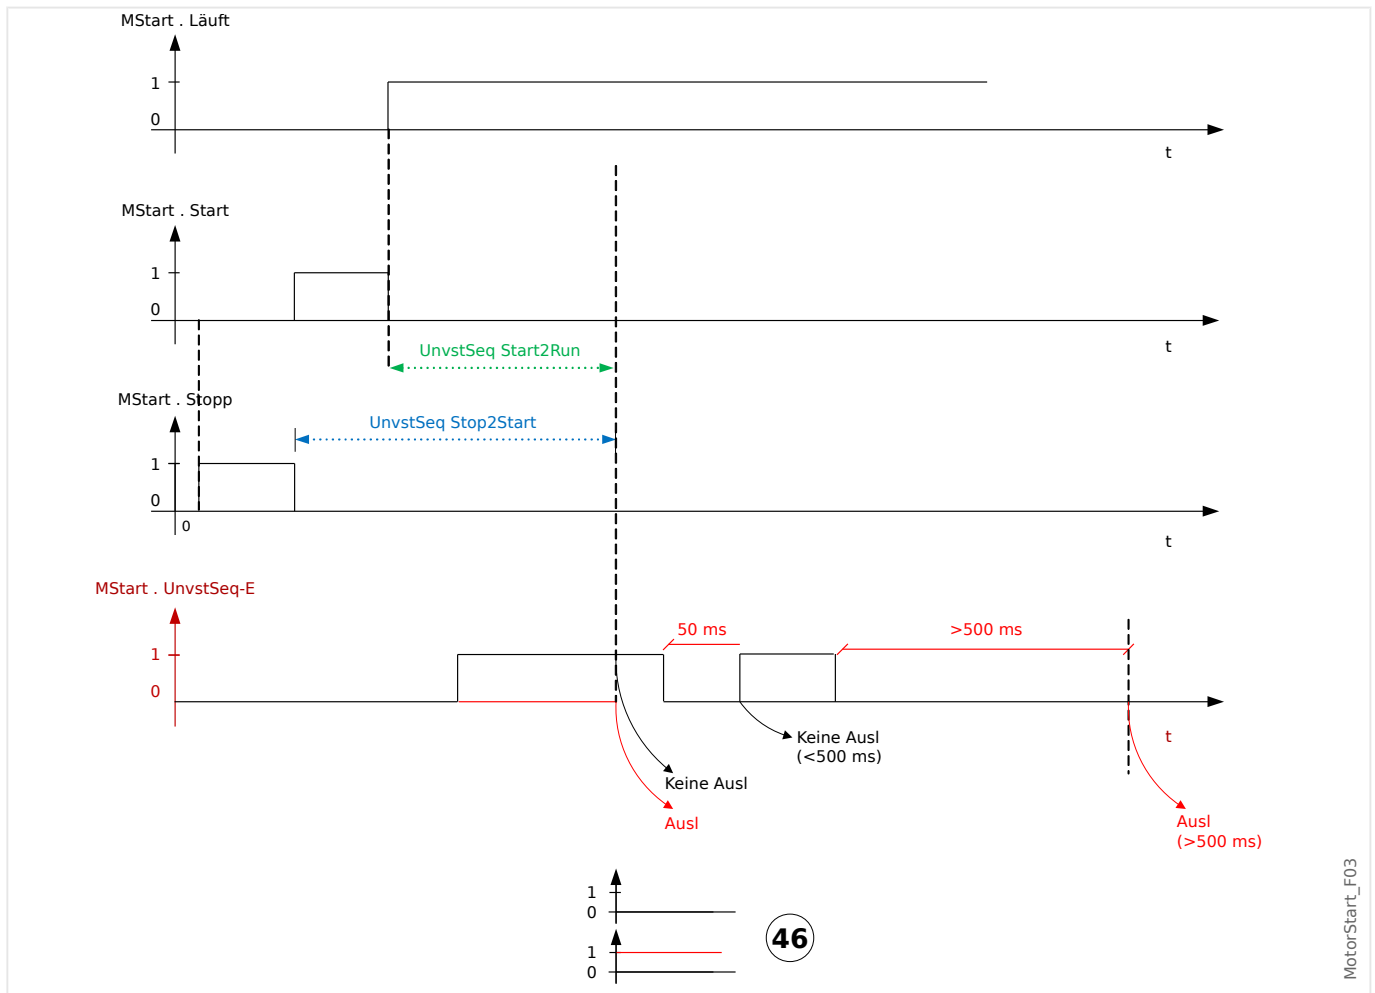 MStart . Läuft
1
0
t
MStart . Start
1
0
t
UnvstSeq Start2Run
MStart . Stopp
UnvstSeq Stop2Start
1
0
0
t
MStart . UnvstSeq-E
50 ms
>500 ms
1
0
t
Keine Ausl
(<500 ms)
Keine Ausl
Ausl
Ausl
(>500 ms)
1
0
46
1
0
MotorStart_F03